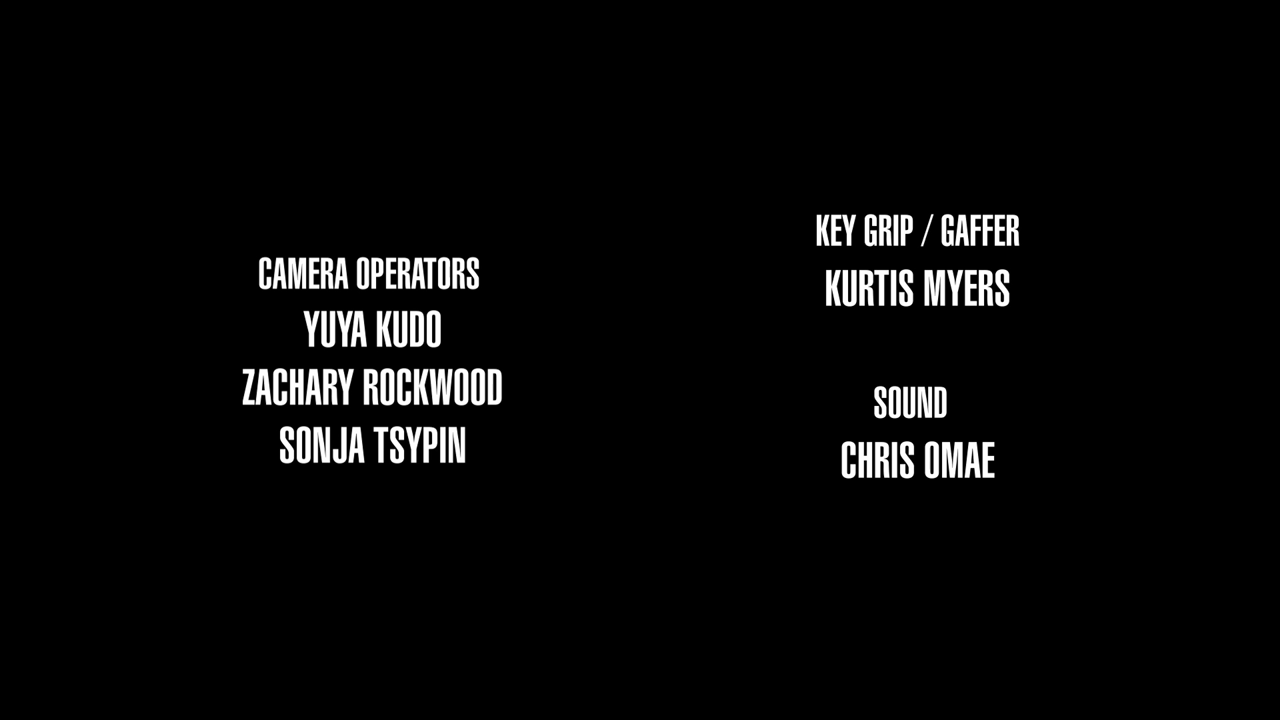 CAMERA OPERATORS
YUYA KUDO
ZACHARY ROCKWOOD
SONJA TSYPIN
KEY GRIP / GAFFER
KURTIS MYERS
SOUND
CHRIS OMAE